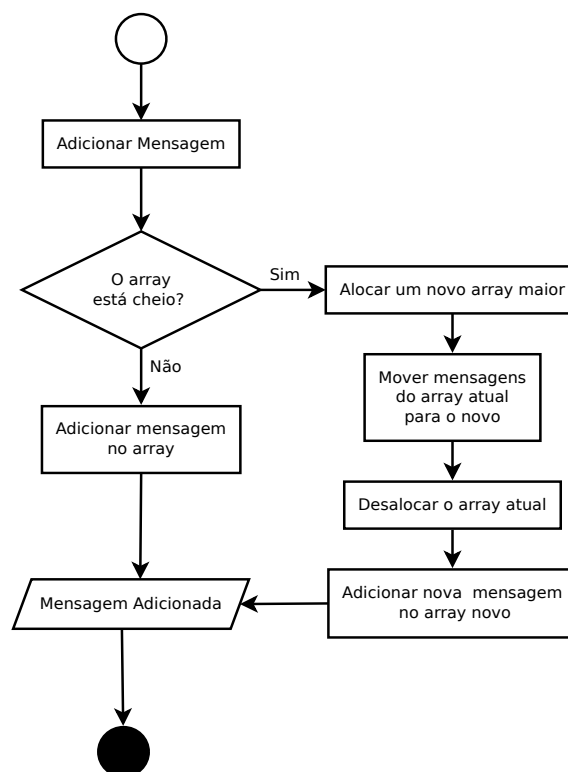 Adicionar Mensagem
O array
está cheio?
Sim
Alocar um novo array maior
Não
Mover mensagens
do array atual
para o novo
Adicionar mensagem
no array
Desalocar o array atual
Adicionar nova  mensagem
no array novo
Mensagem Adicionada